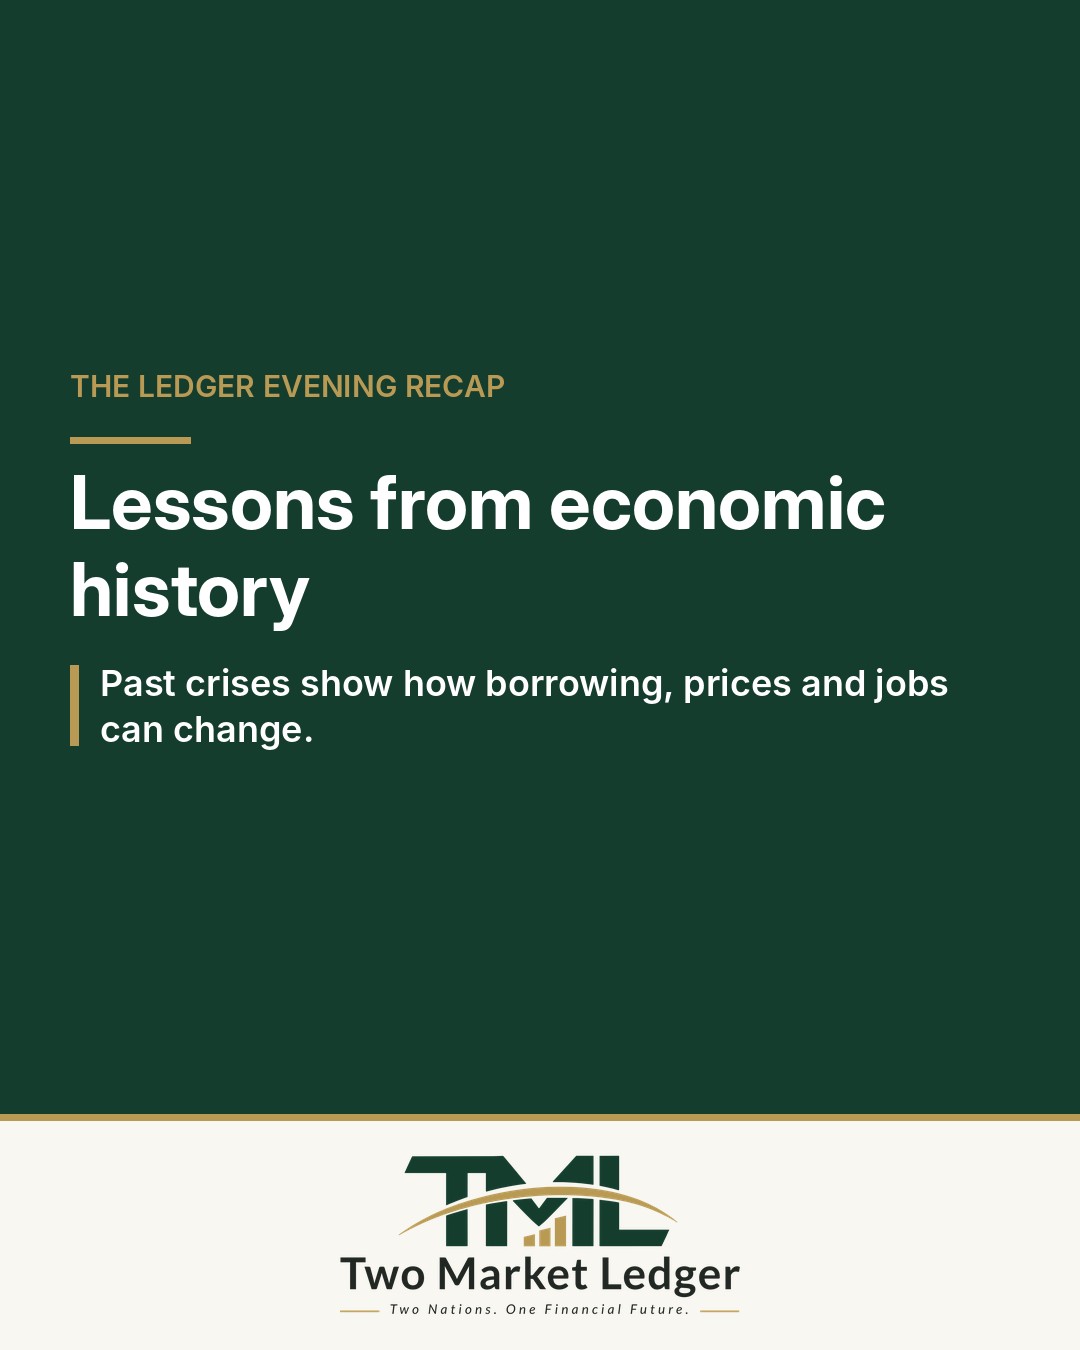 THE LEDGER EVENING RECAP
Lessons from economic
history
Past crises show how borrowing, prices and jobs
can change.
TML
Two Market Ledger
Two Nations. One Financial Future.